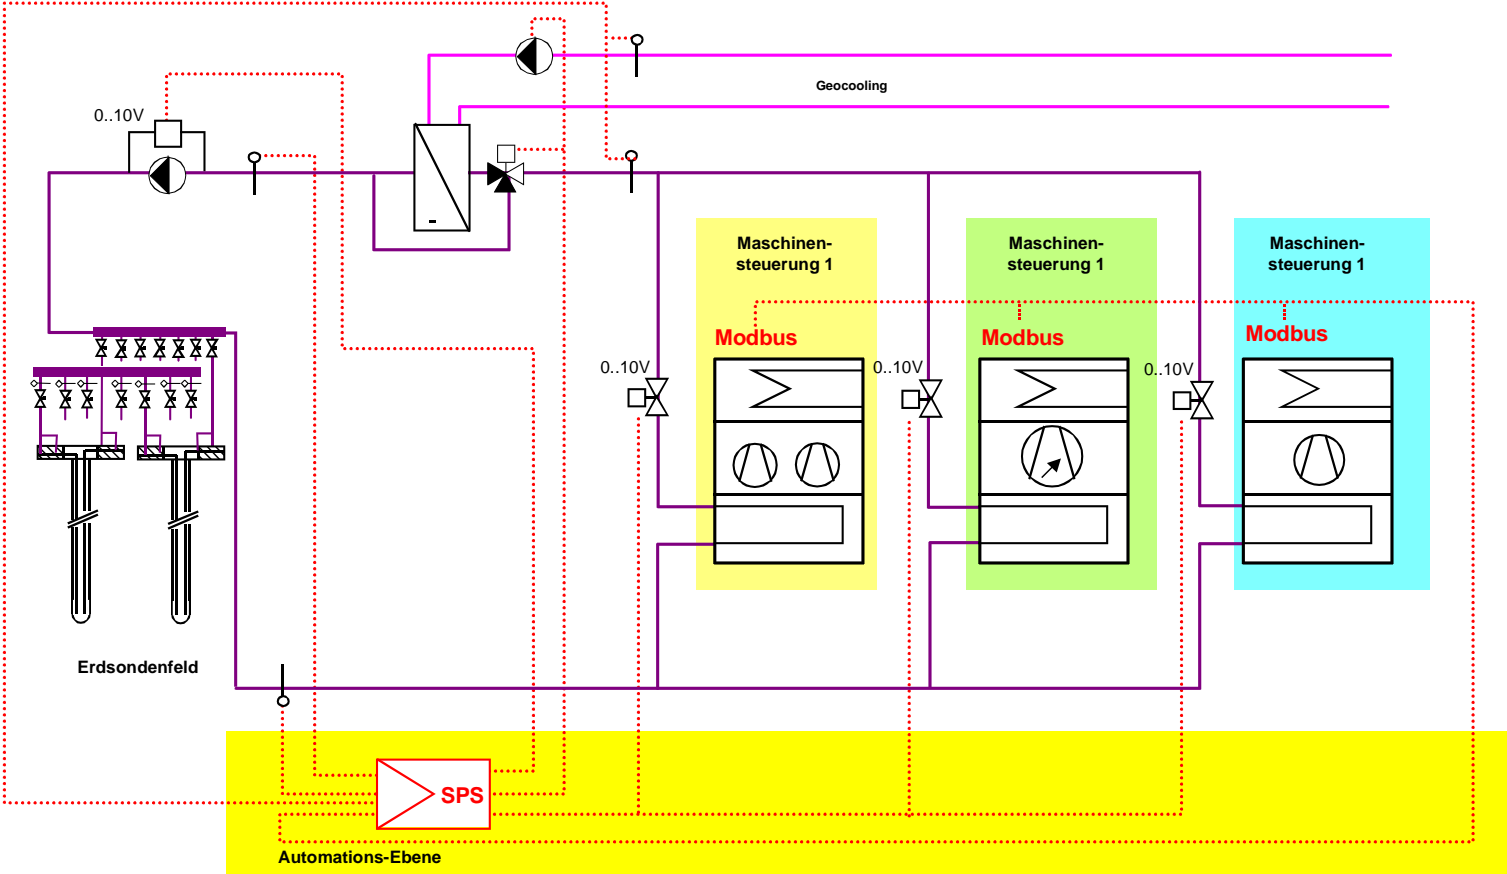 Geocooling
0..10V
Maschinen-
steuerung 1
Maschinen-
steuerung 1
Maschinen-
steuerung 1
Modbus
Modbus
Modbus
0..10V
0..10V
0..10V
Erdsondenfeld
SPS
Automations-Ebene